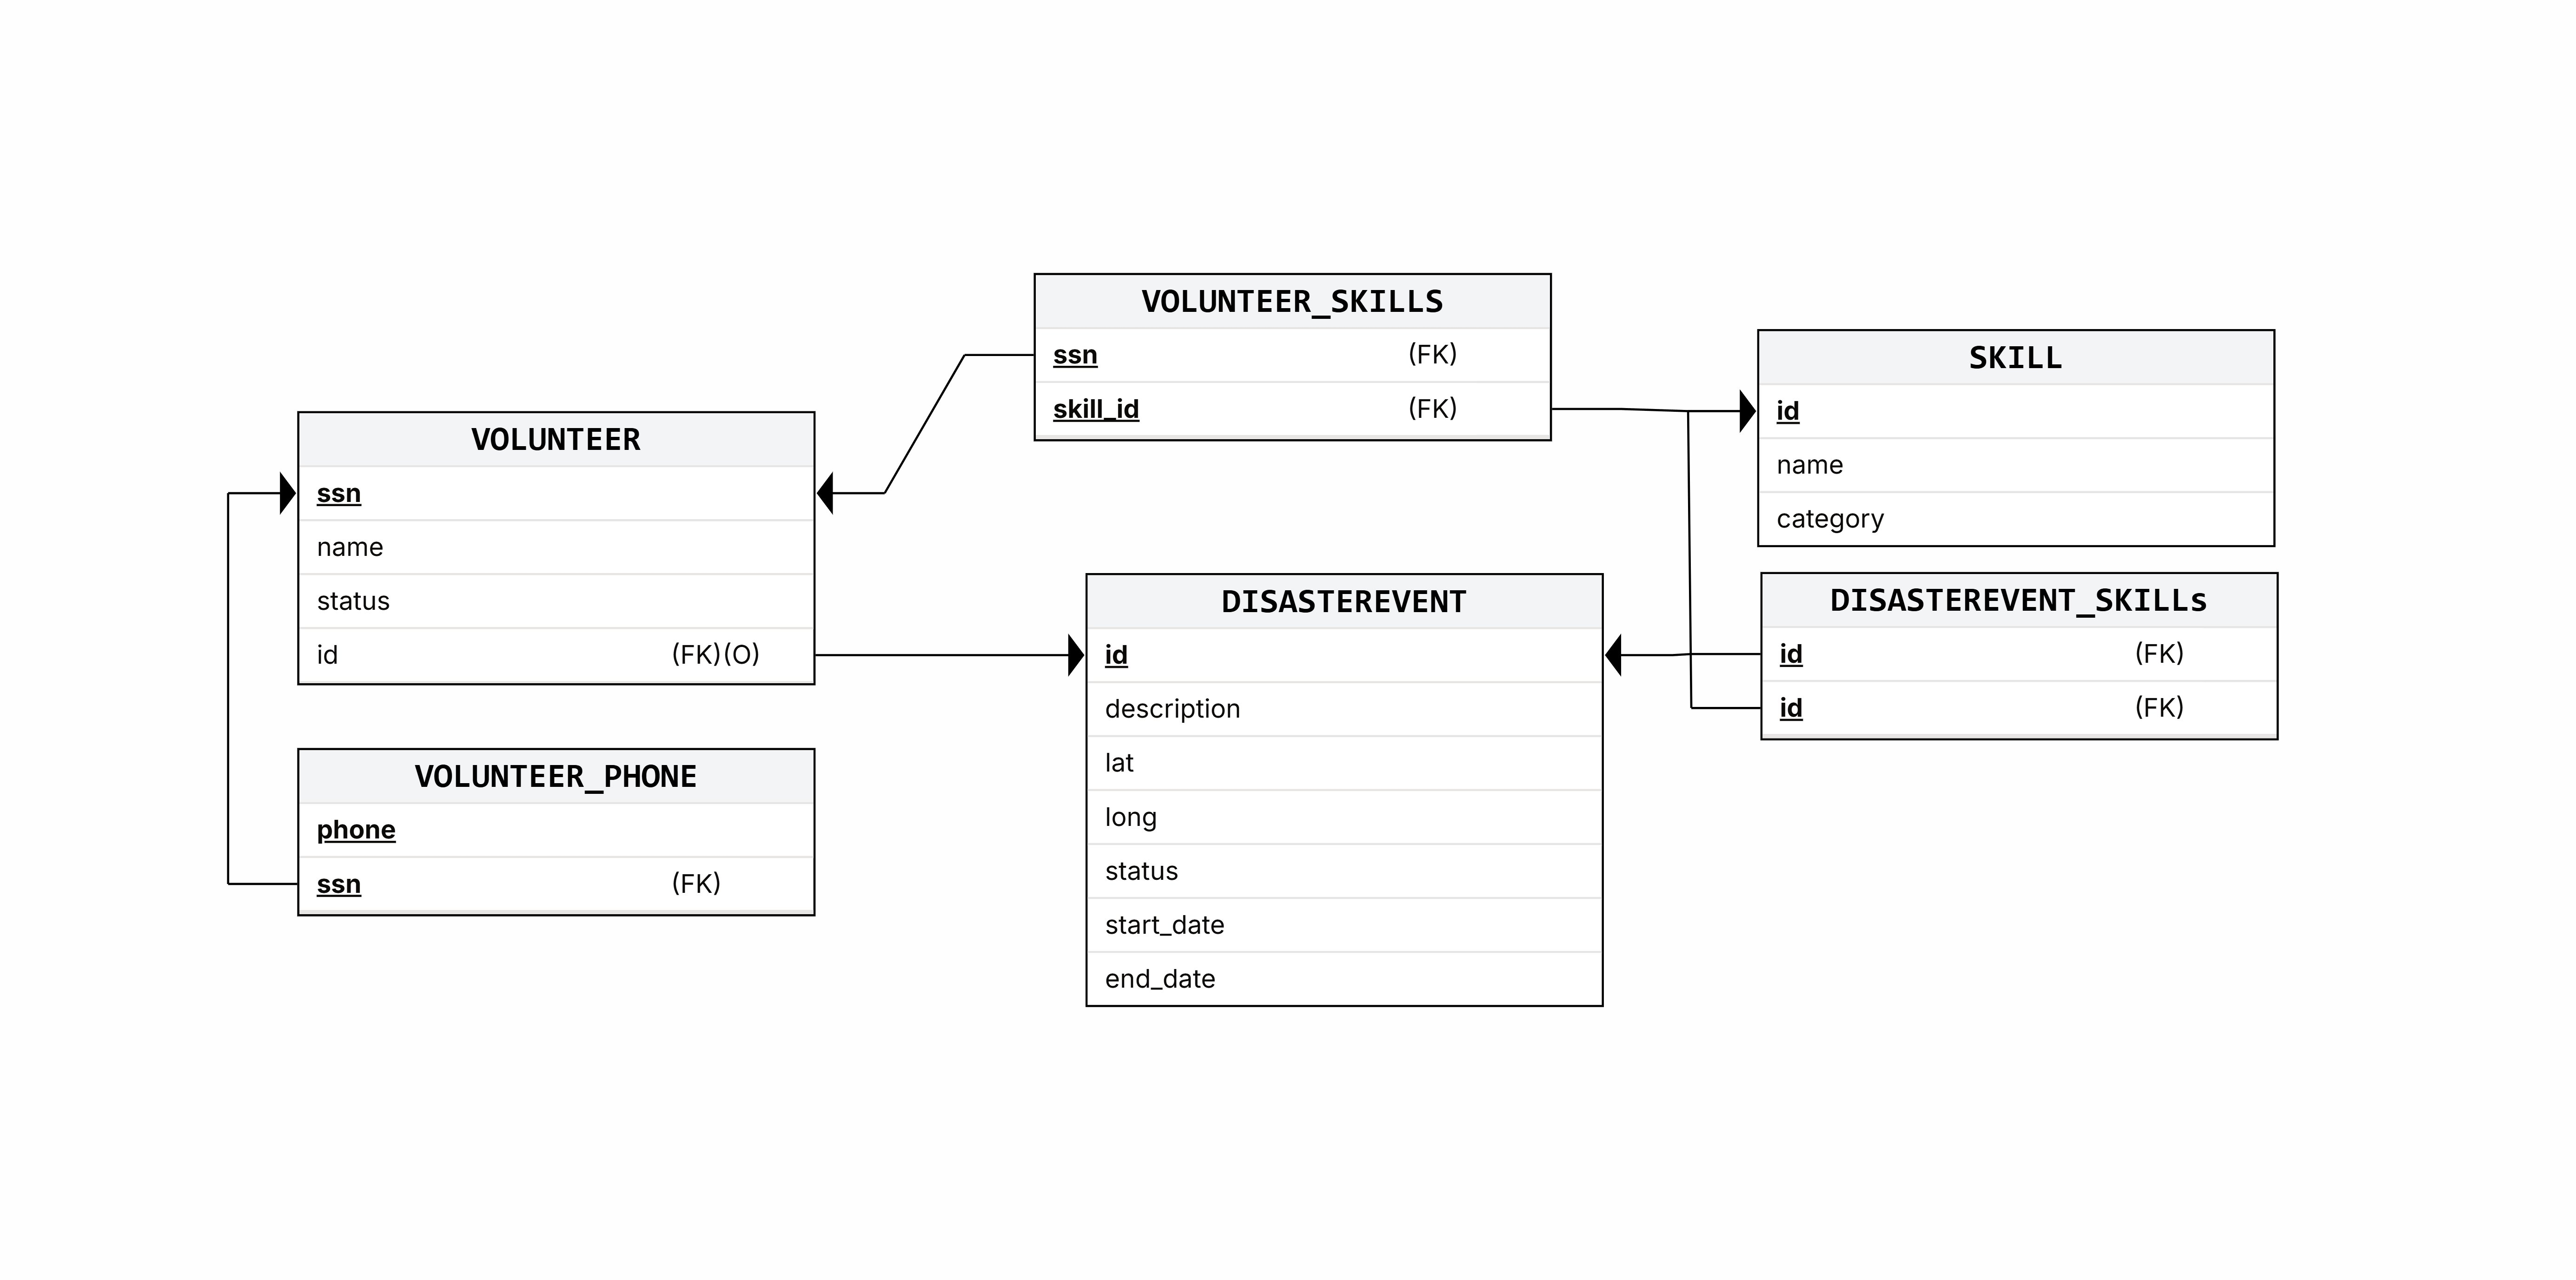 VOLUNTEER
ssn
name
status
id (FK)(O)
VOLUNTEER_PHONE
phone
ssn (FK)
VOLUNTEER_SKILLS
ssn (FK)
skill_id (FK)
DISASTEREVENT
id
description
lat
long
status
start_date
end_date
SKILL
id
name
category
DISASTEREVENT_SKILLs
id (FK)
id (FK)